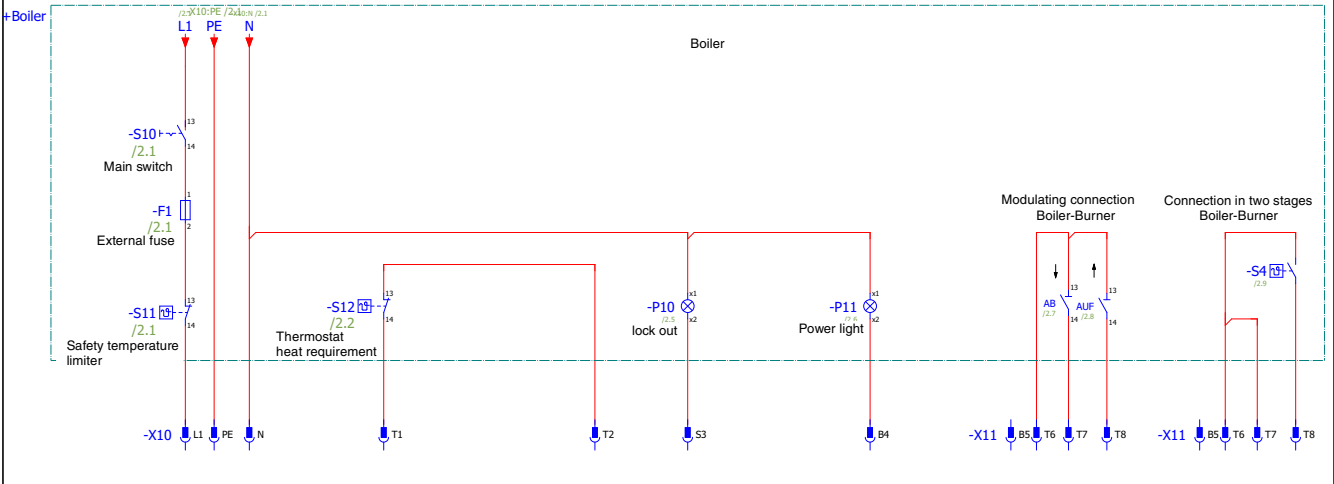 +Boiler
X10:PE /2.1
L1 PE N
Boiler
13
-S10
14
/2.1
Main switch
1
-F1
2
/2.1
External fuse
Modulating connection
Boiler-Burner
Connection in two stages
Boiler-Burner
-S4
/2.9
13
-S11
14
/2.1
Safety temperature
limiter
13
-S12
14
/2.2
Thermostat
heat requirement
x1
-P10
x2
/2.5
lock out
x1
-P11
x2
/2.6
Power light
13
AB
/2.7
14
13
AUF
/2.8
14
-X10 L1 PE N T1 T2 S3 B4 -X11 B5 T6 T7 T8 -X11 B5 T6 T7 T8